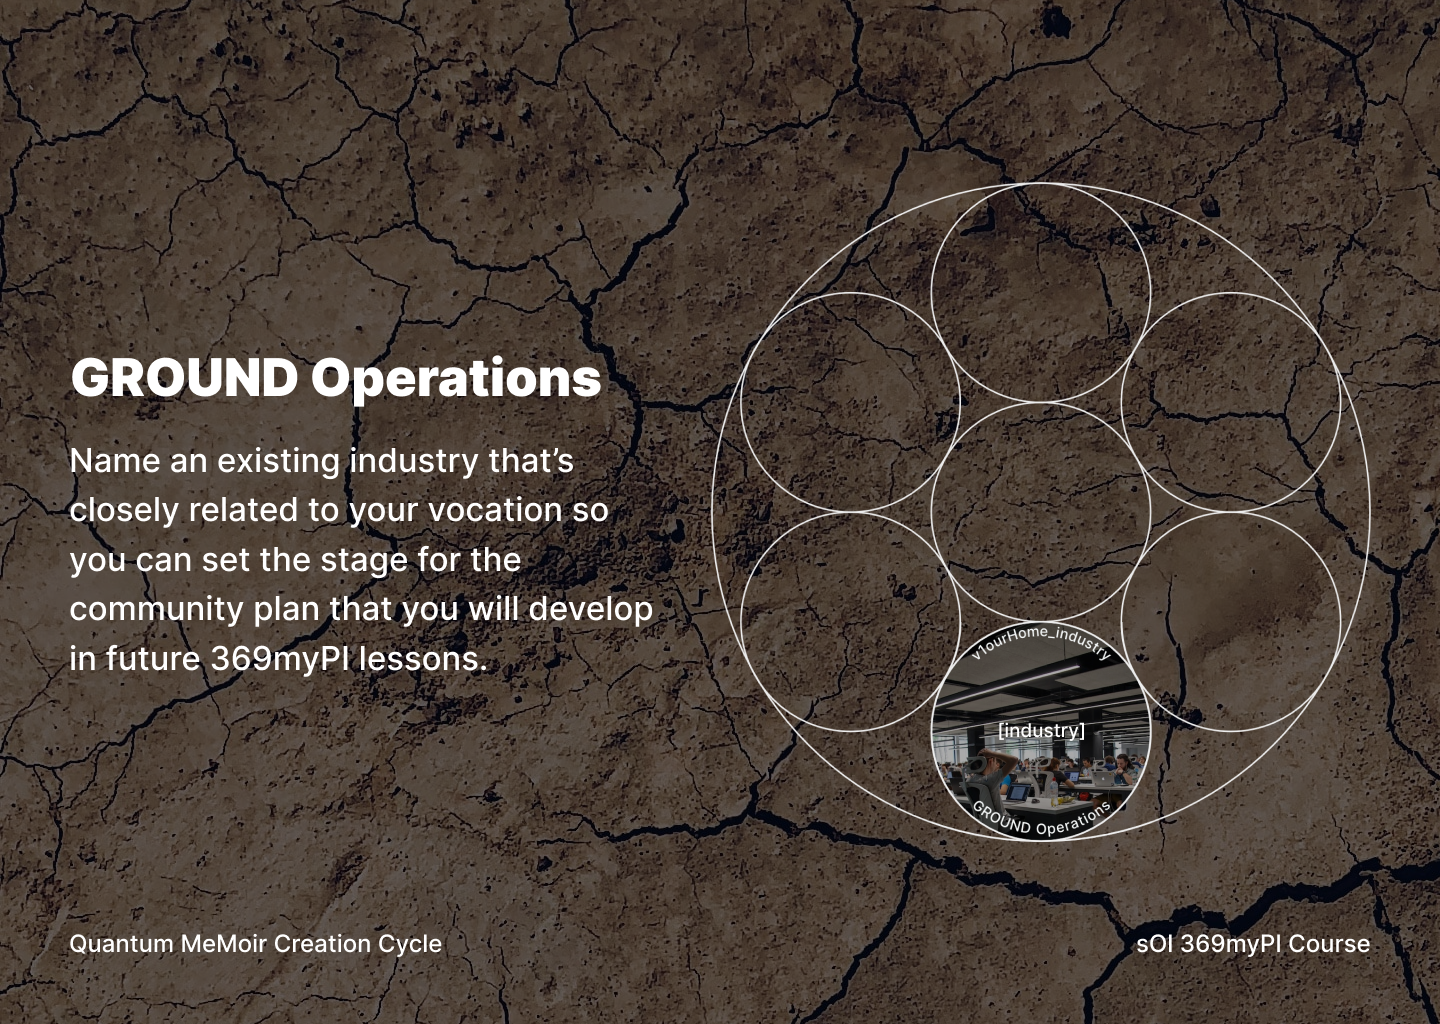 GROUND Operations
Name an existing industry that's
closely related to your vocation so
you can set the stage for the
community plan that you will develop
in future 369myPI lessons.
v1ourHome_industry
[industry]
GROUND Operations
Quantum MeMoir Creation Cycle
sOI 369myPI Course